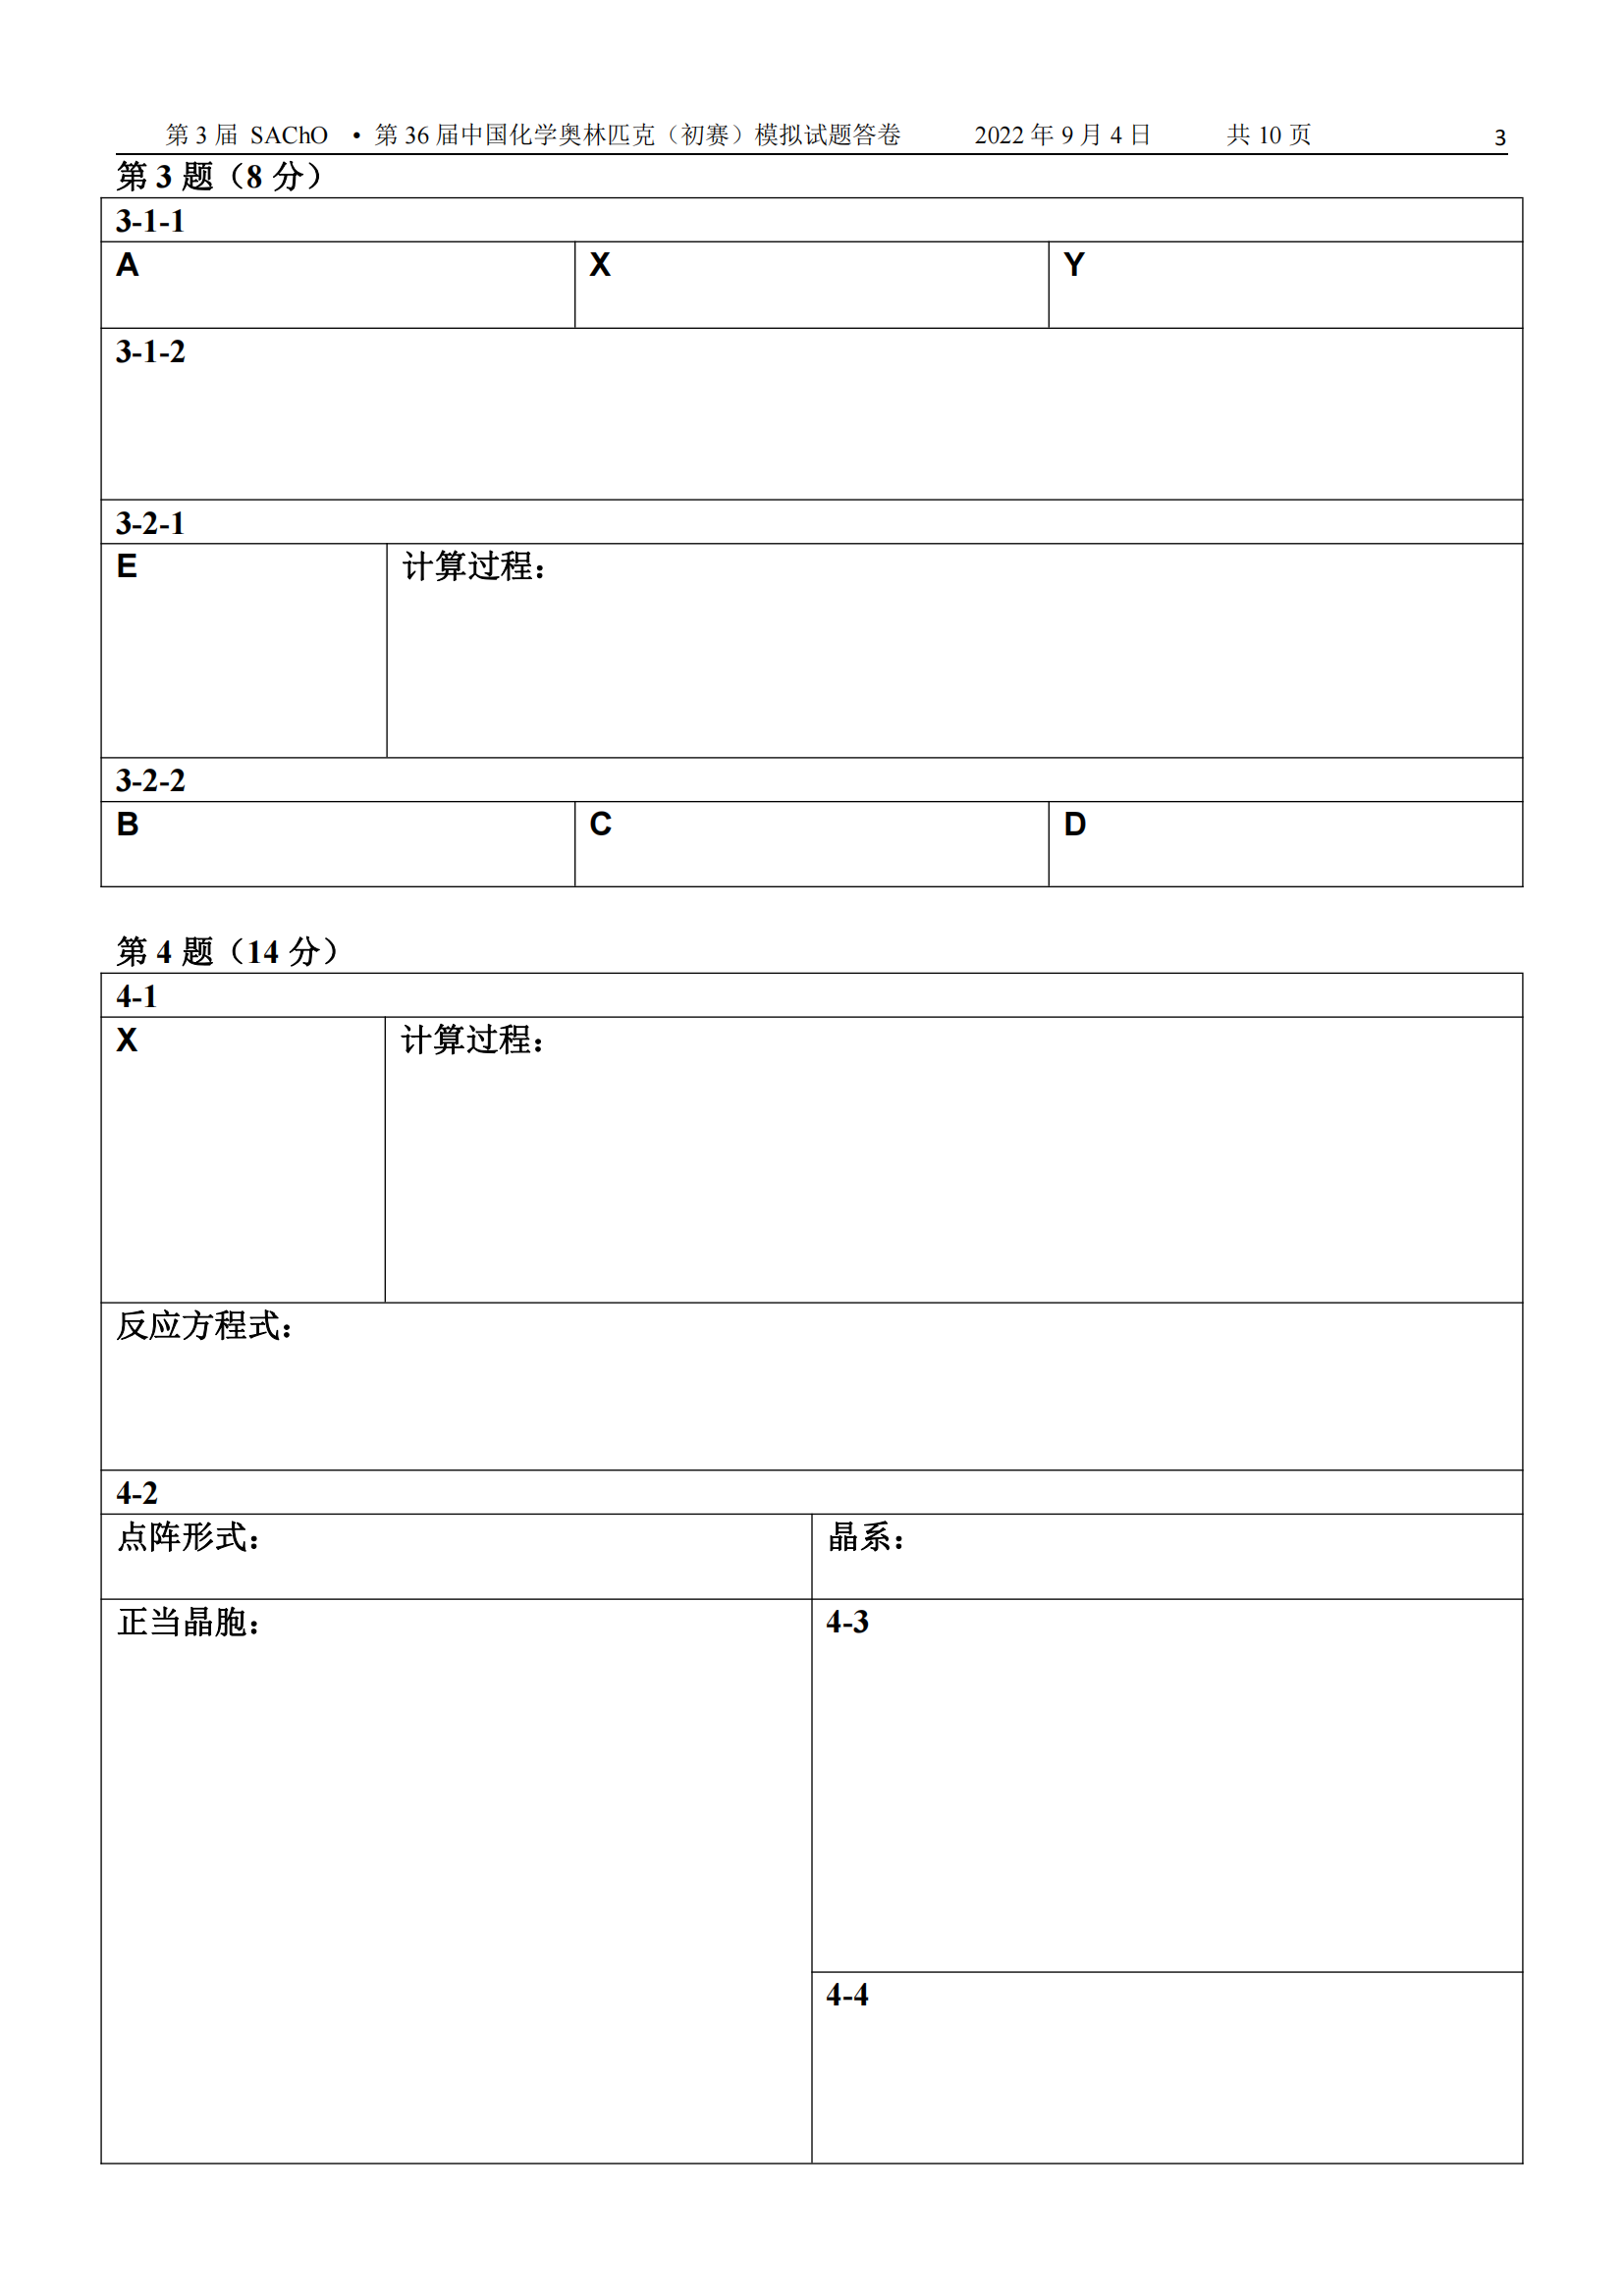 第 3 届 SAChO • 第 36 届中国化学奥林匹克（初赛）模拟试题答卷 2022 年 9 月 4 日 共 10 页 3
第 3 题（8 分）
3-1-1
A X Y
3-1-2
3-2-1
E 计算过程：
3-2-2
B C D
第 4 题（14 分）
4-1
X 计算过程：
反应方程式：
4-2
点阵形式： 晶系：
正当晶胞： 4-3
4-4